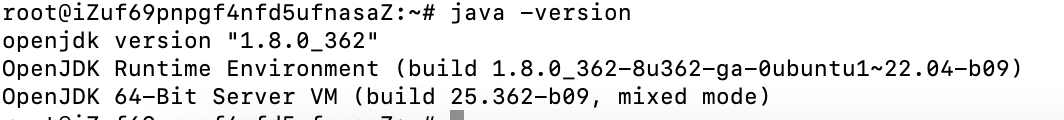 root@iZuf69pnpgf4nfd5ufnasaZ:~# java -version
openjdk version "1.8.0_362"
OpenJDK Runtime Environment (build 1.8.0_362-8u362-ga-0ubuntu1~22.04-b09)
OpenJDK 64-Bit Server VM (build 25.362-b09, mixed mode)